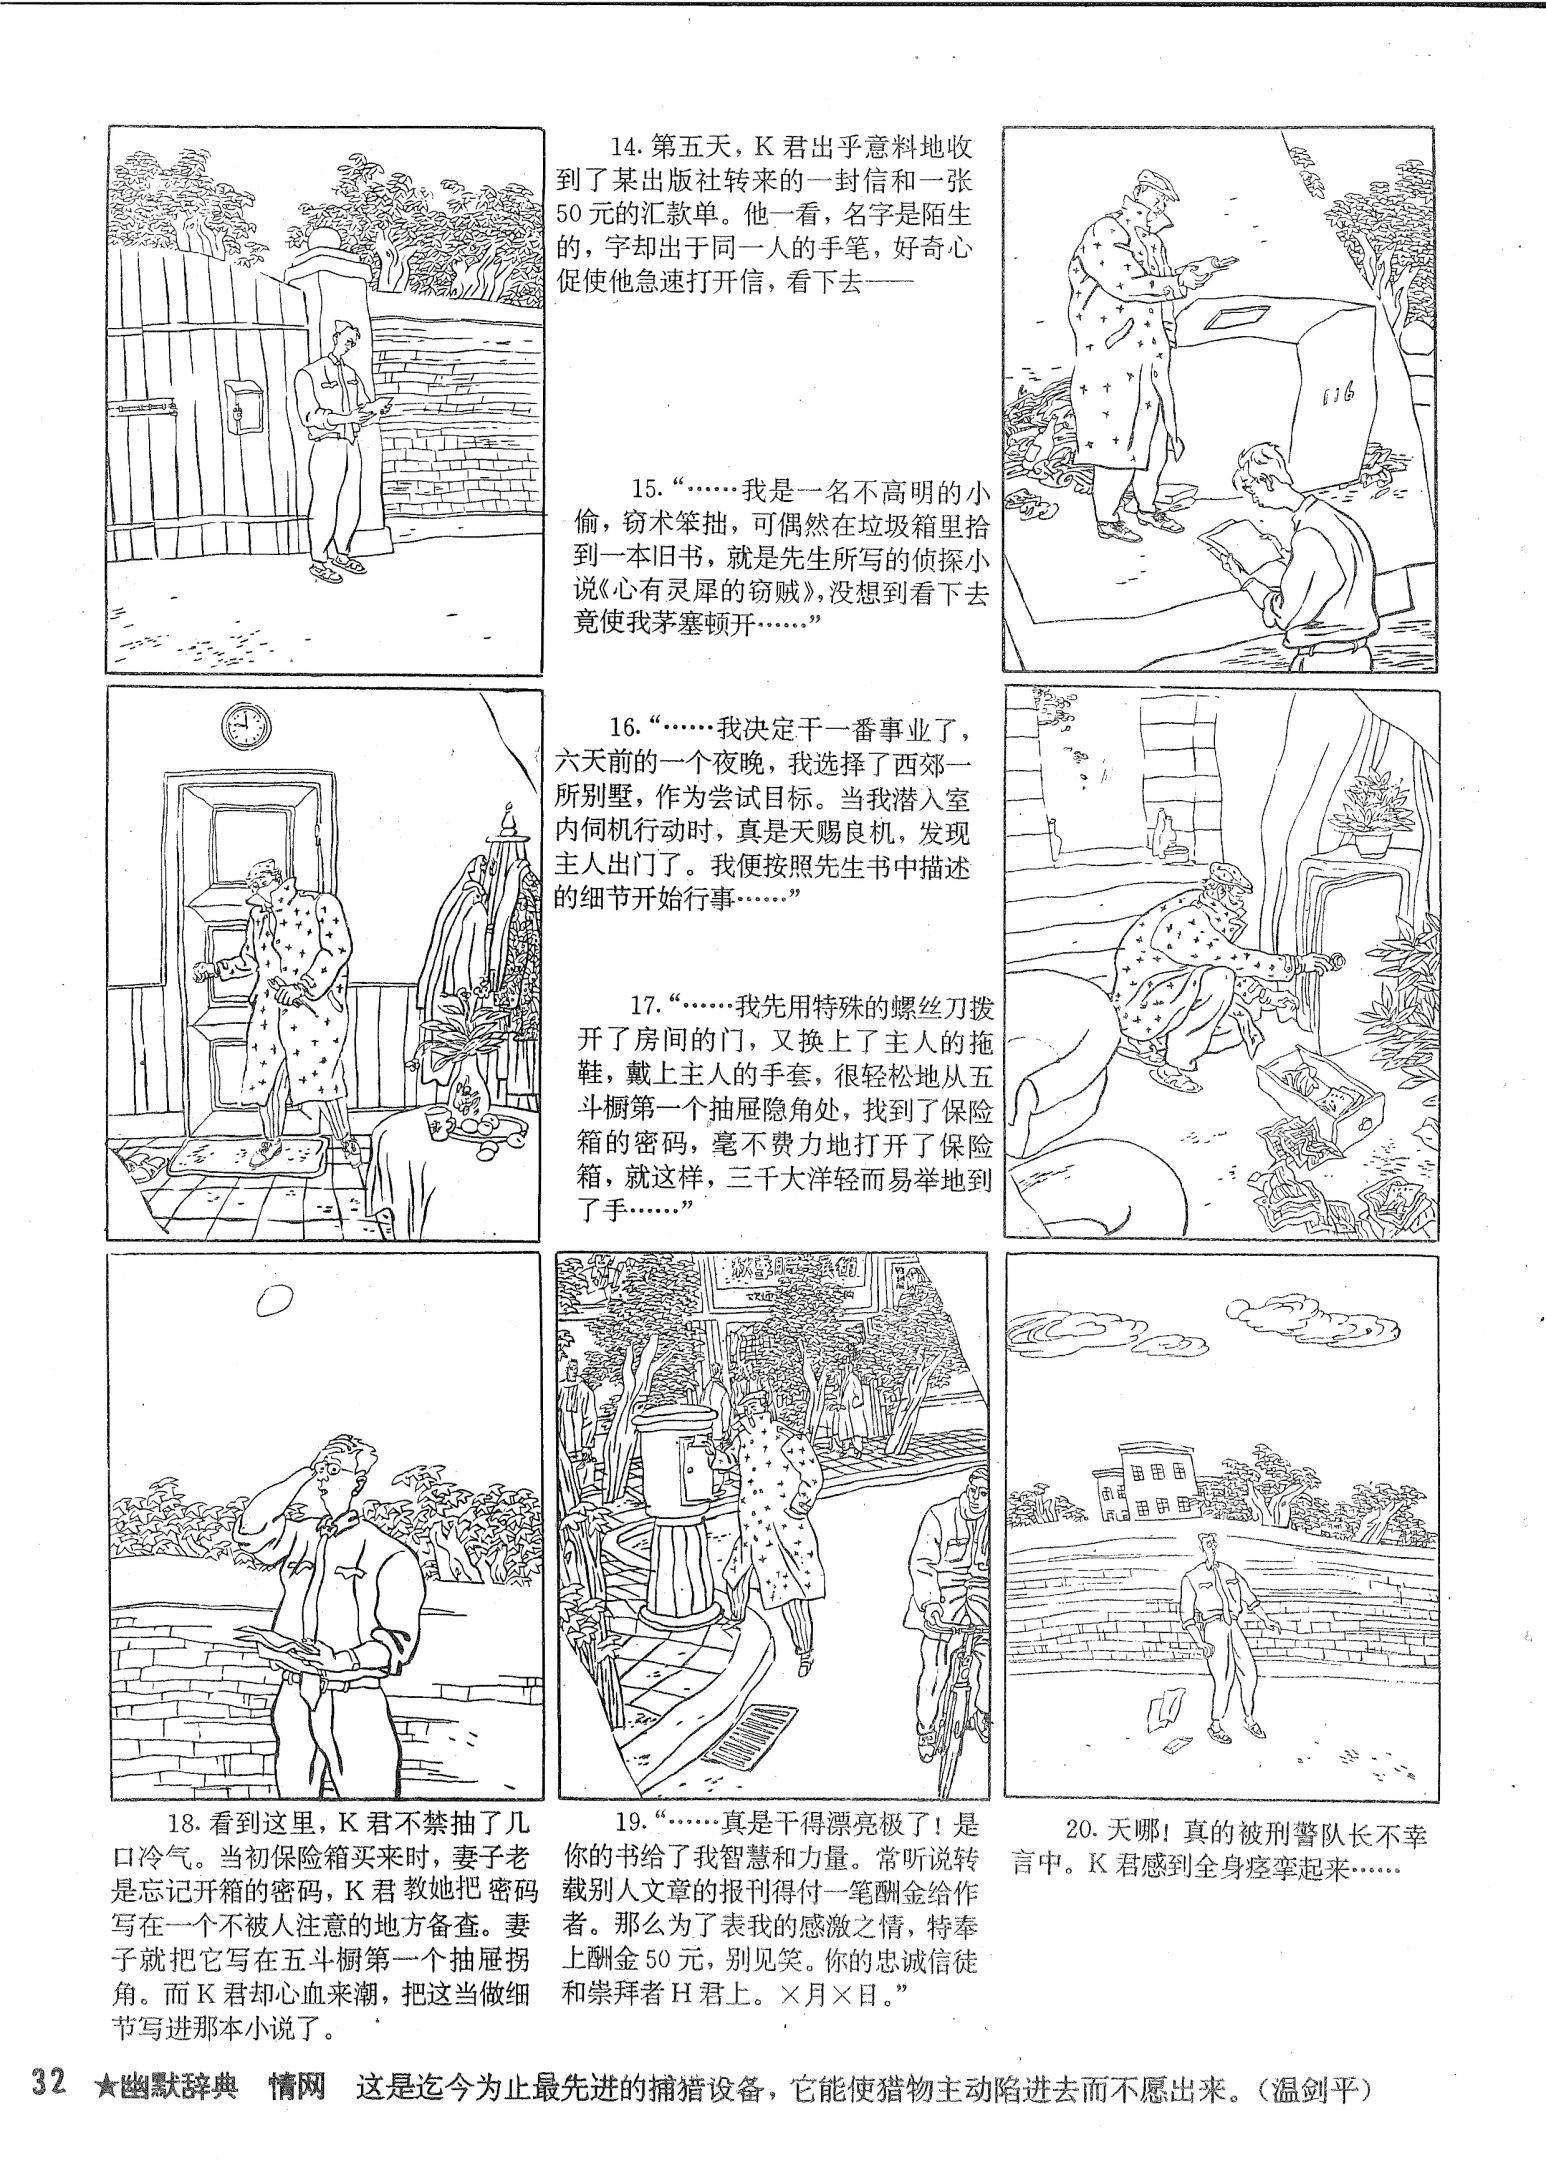 14. 第五天，K 君出乎意料地收
到了某出版社转来的一封信和一张
50 元的汇款单。他一看，名字是陌生
的，字却出于同一人的手笔，好奇心
促使他急速打开信，看下去——
116
15. “……我是一名不高明的小
偷，窃术笨拙，可偶然在垃圾箱里拾
到一本旧书，就是先生所写的侦探小
说《心有灵犀的窃贼》，没想到看下去
竟使我茅塞顿开……”
16. “……我决定干一番事业了，
六天前的一个夜晚，我选择了西郊一
所别墅，作为尝试目标。当我潜入室
内伺机行动时，真是天赐良机，发现
主人出门了。我便按照先生书中描述
的细节开始行事……”
17. “……我先用特殊的螺丝刀拨
开了房间的门，又换上了主人的拖
鞋，戴上主人的手套，很轻松地从五
斗橱第一个抽屉隐角处，找到了保险
箱的密码，毫不费力地打开了保险
箱，就这样，三千大洋轻而易举地到
了手……”
18. 看到这里，K 君不禁抽了几
口冷气。当初保险箱买来时，妻子老
是忘记开箱的密码，K 君教她把密码
写在一个不被人注意的地方备查。妻
子就把它写在五斗橱第一个抽屉拐
角。而 K 君却心血来潮，把这当做细
节写进那本小说了。
19. “……真是干得漂亮极了！是
你的书给了我智慧和力量。常听说转
载别人文章的报刊得付一笔酬金给作
者。那么为了表我的感激之情，特奉
上酬金 50 元，别见笑。你的忠诚信徒
和崇拜者 H 君上。×月×日。”
20. 天哪！真的被刑警队长不幸
言中。K 君感到全身痉挛起来……
32 ★幽默辞典 情网 这是迄今为止最先进的捕猎设备，它能使猎物主动陷进去而不愿出来。（温剑平）